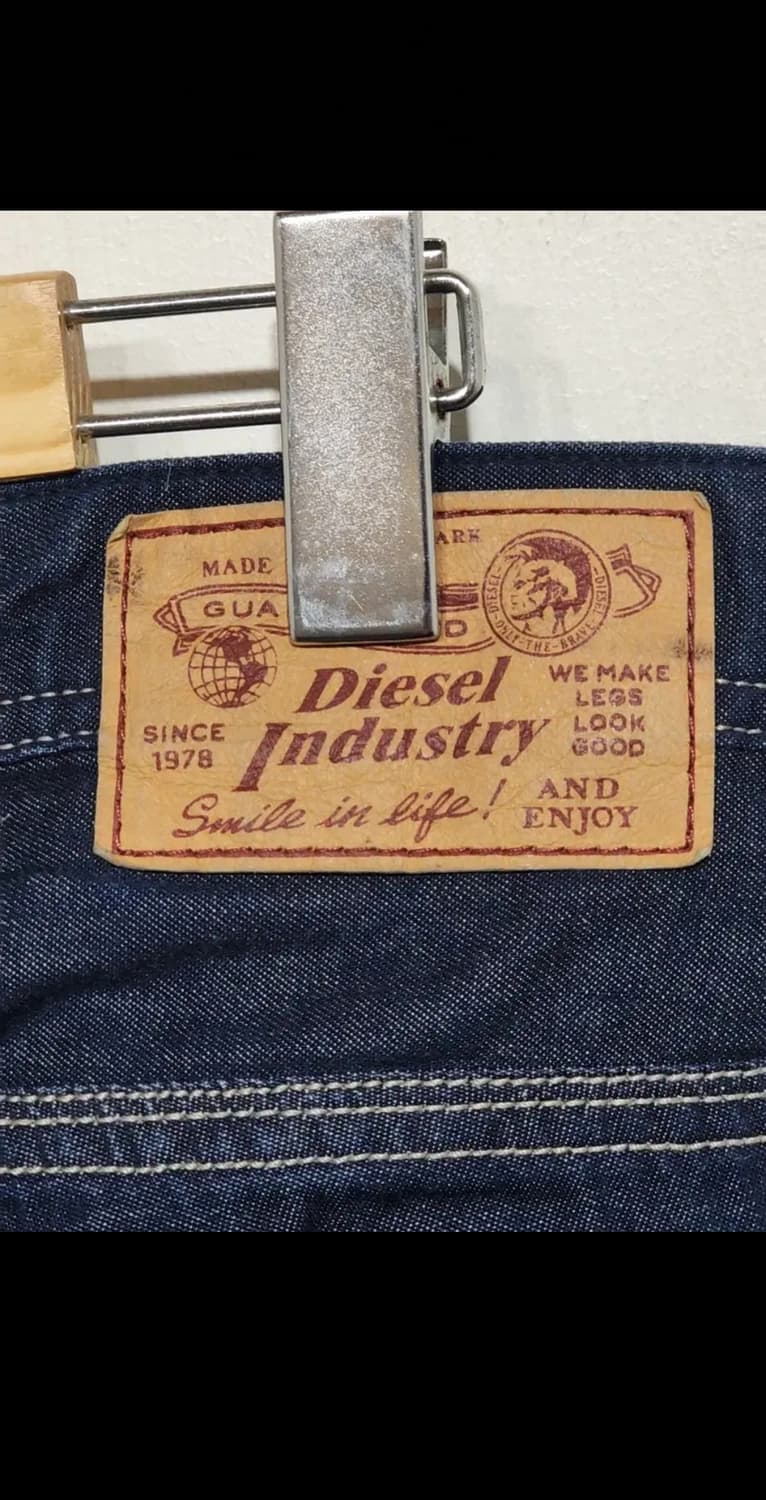 MADE ARK
GUA D
DIESEL DIESEL
ONLY-THE-BRAVE
Diesel
Industry
WE MAKE
LEGS
LOOK
GOOD
SINCE
1978
Smile in life!
AND
ENJOY